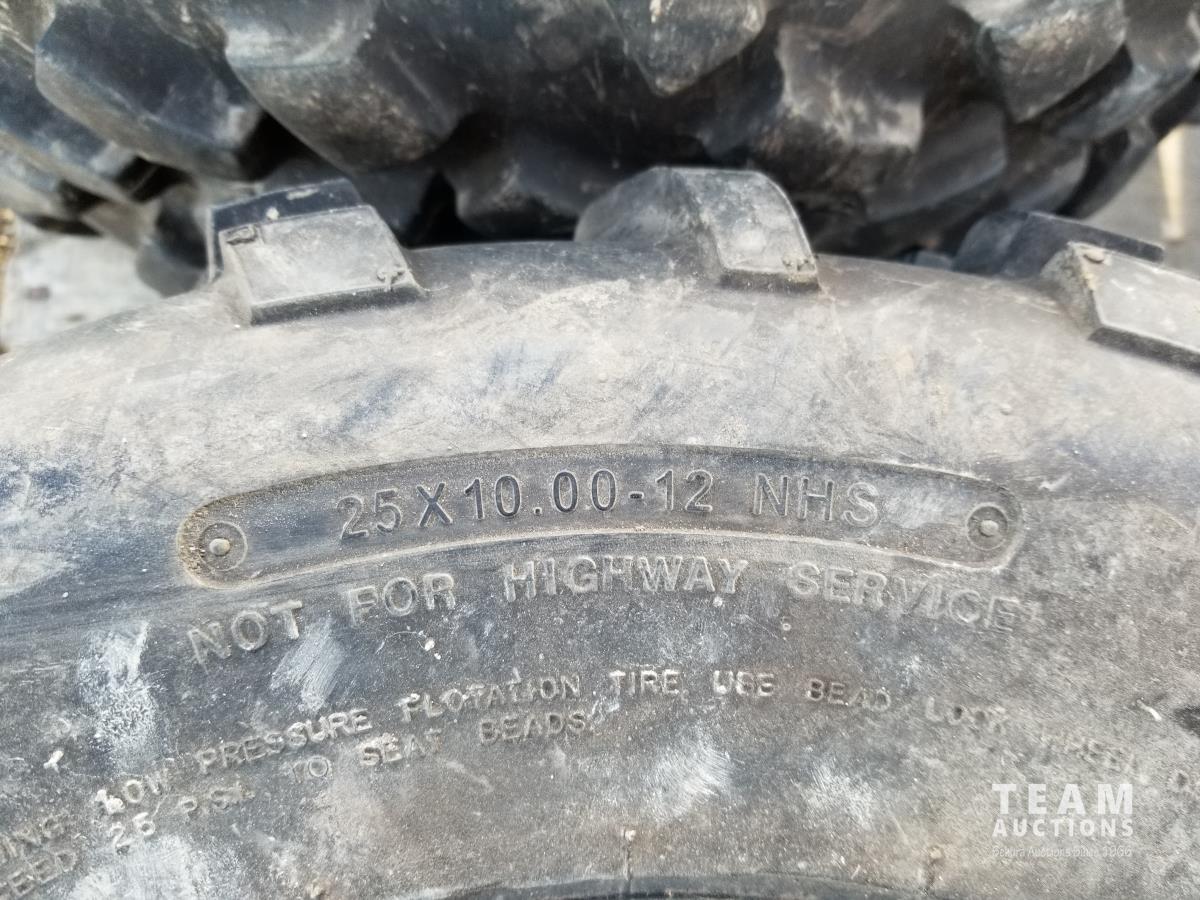 25X10.00-12 NHS
NOT FOR HIGHWAY SERVICE
LOW PRESSURE FLOTATION TIRE USE BEAD LOCK
25 P.S.I. TO SEAT BEADS
TEAM
AUCTIONS